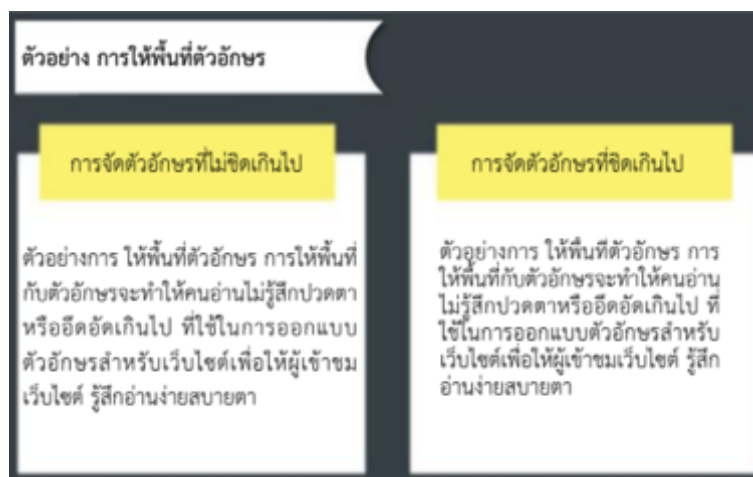 ตัวอย่าง การให้พื้นที่ตัวอักษร
การจัดตัวอักษรที่ไม่ชิดเกินไป
ตัวอย่างการ ให้พื้นที่ตัวอักษร การให้พื้นที่
กับตัวอักษรจะทำให้คนอ่านไม่รู้สึกปวดตา
หรืออึดอัดเกินไป ที่ใช้ในการออกแบบ
ตัวอักษรสำหรับเว็บไซต์เพื่อให้ผู้เข้าชม
เว็บไซต์ รู้สึกอ่านง่ายสบายตา
การจัดตัวอักษรที่ชิดเกินไป
ตัวอย่างการ ให้พื้นที่ตัวอักษร การ
ให้พื้นที่กับตัวอักษรจะทำให้คนอ่าน
ไม่รู้สึกปวดตาหรืออึดอัดเกินไป ที่
ใช้ในการออกแบบตัวอักษรสำหรับ
เว็บไซต์เพื่อให้ผู้เข้าชมเว็บไซต์ รู้สึก
อ่านง่ายสบายตา